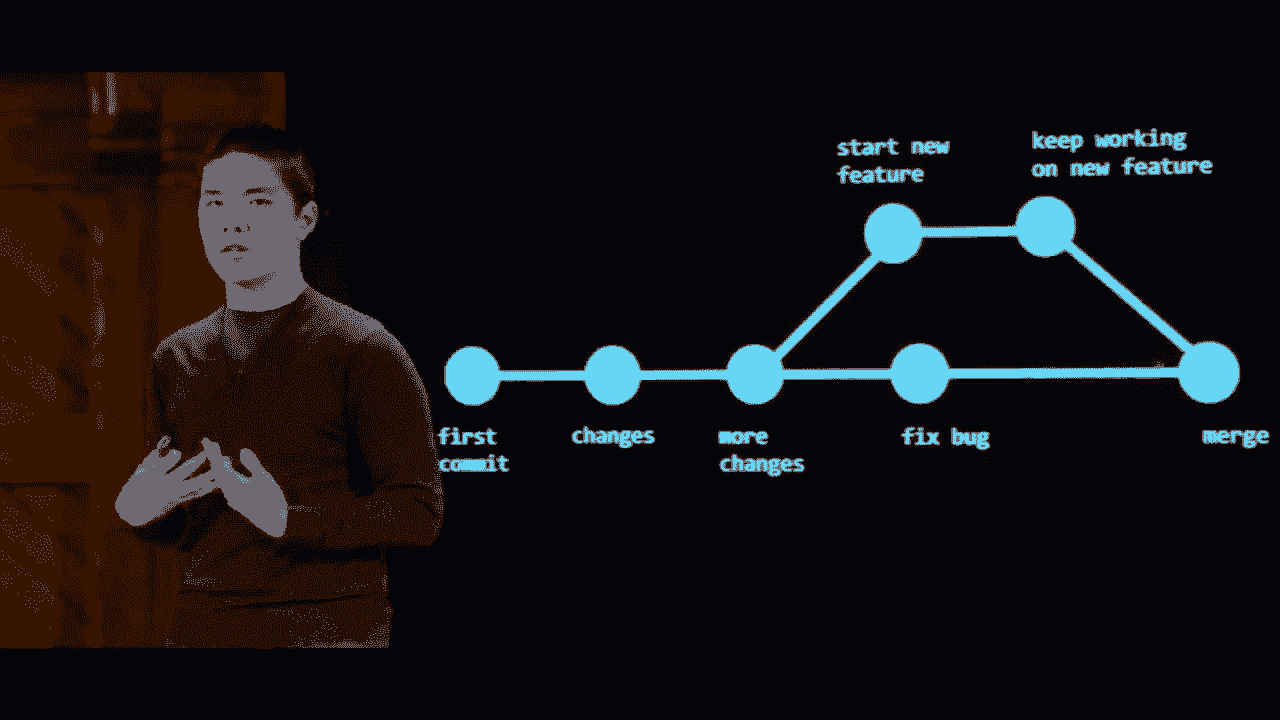 start new
feature
keep working
on new feature
first
commit
changes
more
changes
fix bug
merge